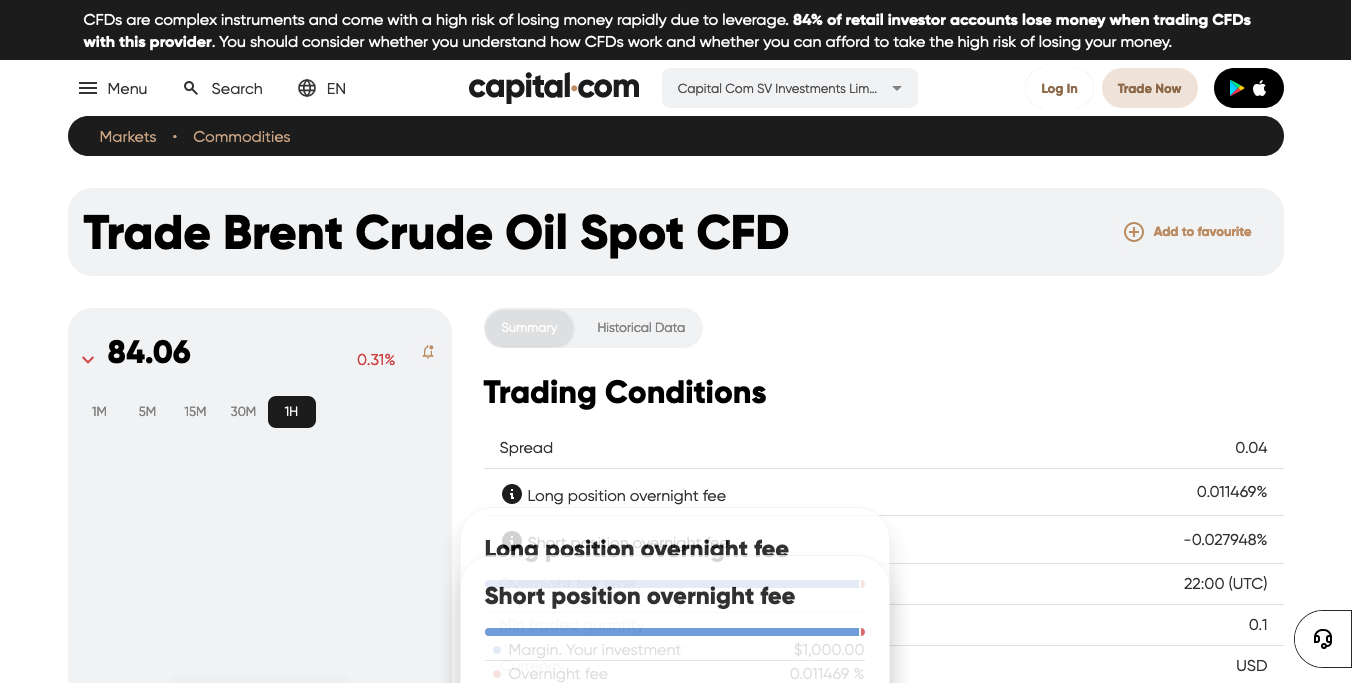 CFDs are complex instruments and come with a high risk of losing money rapidly due to leverage. 84% of retail investor accounts lose money when trading CFDs
with this provider. You should consider whether you understand how CFDs work and whether you can afford to take the high risk of losing your money.
Menu Search EN capital.com Capital Com SV Investments Lim... Log In Trade Now
Markets • Commodities
Trade Brent Crude Oil Spot CFD Add to favourite
84.06 0.31%
1M 5M 15M 30M 1H
Summary Historical Data
Trading Conditions
Spread 0.04
Long position overnight fee 0.011469%
Short position overnight fee -0.027948%
Long position overnight fee
22:00 (UTC)
Short position overnight fee
Min traded quantity 0.1
Margin. Your investment $1,000.00
Currency USD
Overnight fee 0.011469 %